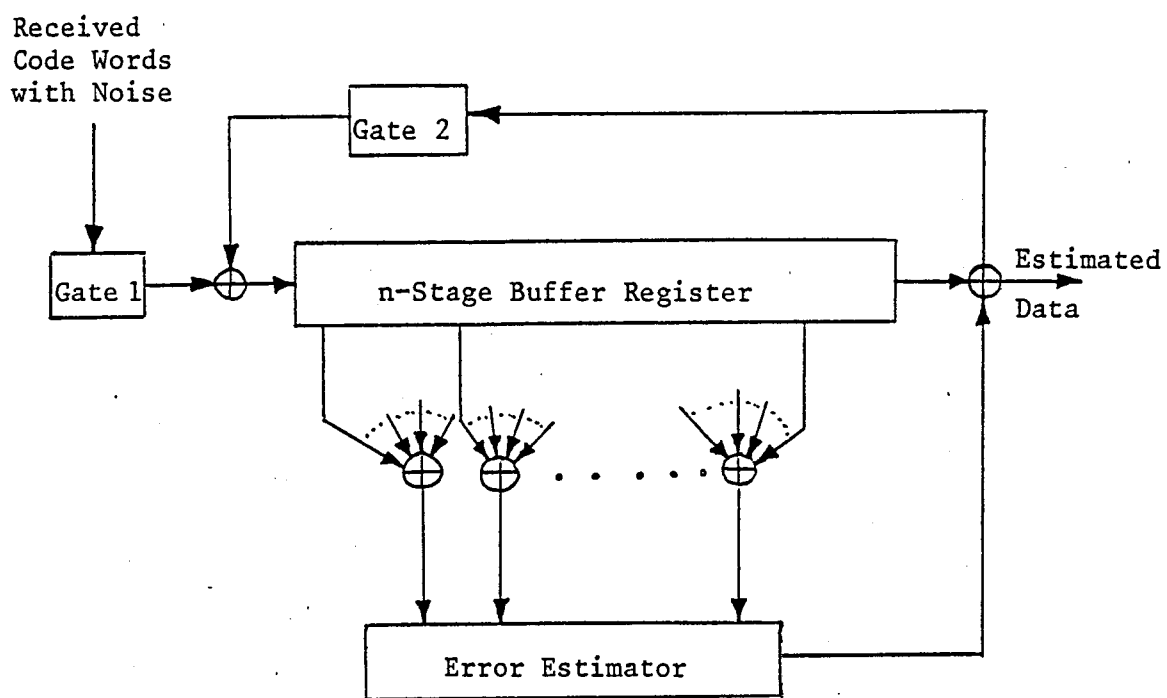 Received
Code Words
with Noise
Gate 2
Gate 1
n-Stage Buffer Register
Estimated
Data
Error Estimator